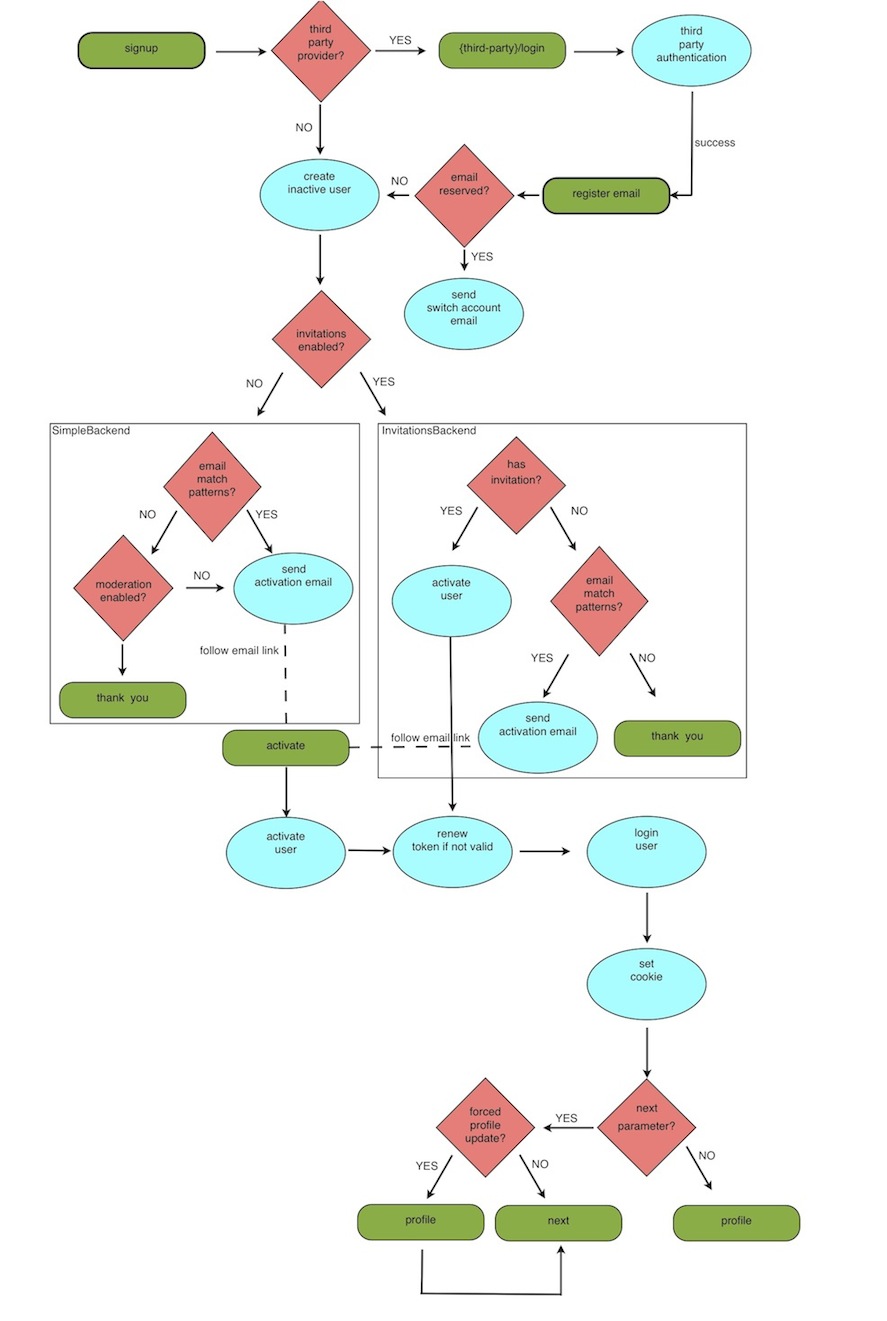 signup
third
party
provider?
YES
{third-party}/login
third
party
authentication
NO
success
create
inactive user
NO
email
reserved?
register email
YES
send
switch account
email
invitations
enabled?
NO
YES
SimpleBackend
email
match
patterns?
NO
YES
moderation
enabled?
NO
send
activation email
follow email link
thank you
InvitationsBackend
has
invitation?
YES
NO
activate
user
email
match
patterns?
YES
NO
send
activation email
thank you
follow email link
activate
activate
user
renew
token if not valid
login
user
set
cookie
next
parameter?
YES
NO
forced
profile
update?
YES
NO
profile
next
profile